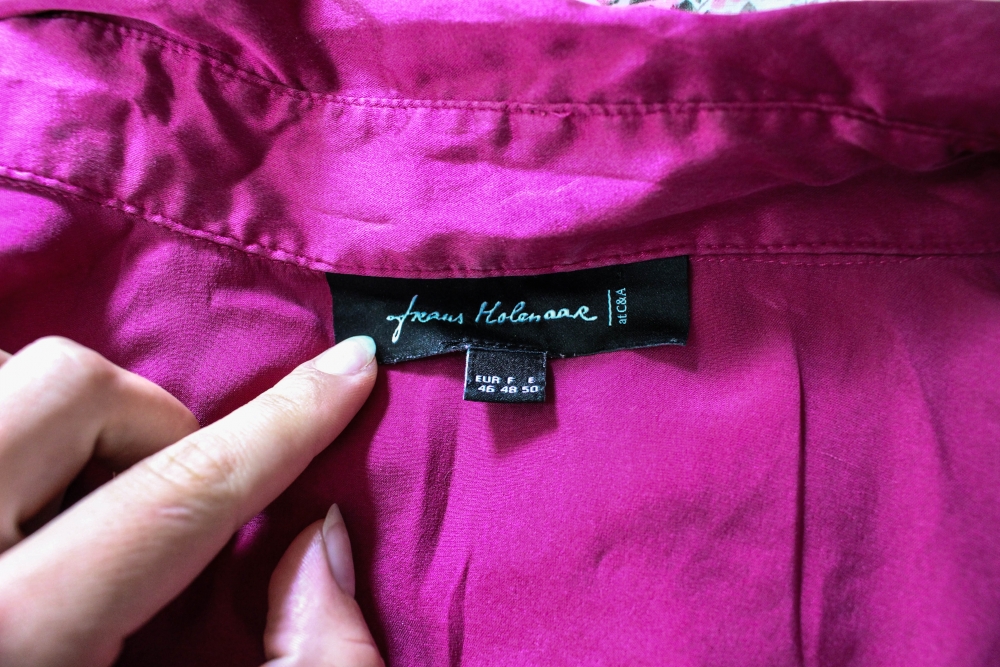 Frans Molenaar
at C&A
EUR F E
46 48 50